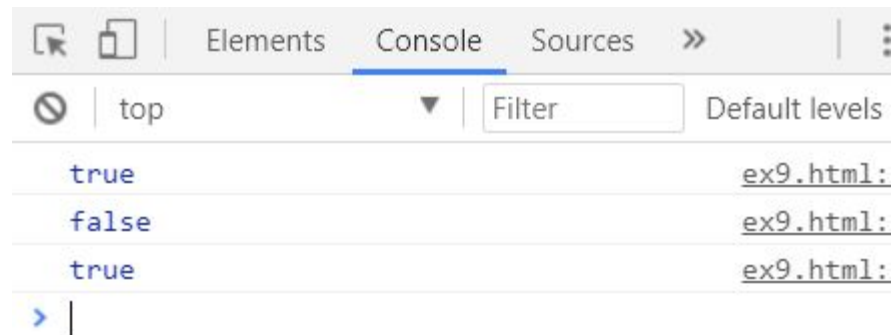 Elements Console Sources »
top Filter Default levels
true ex9.html:
false ex9.html:
true ex9.html:
>